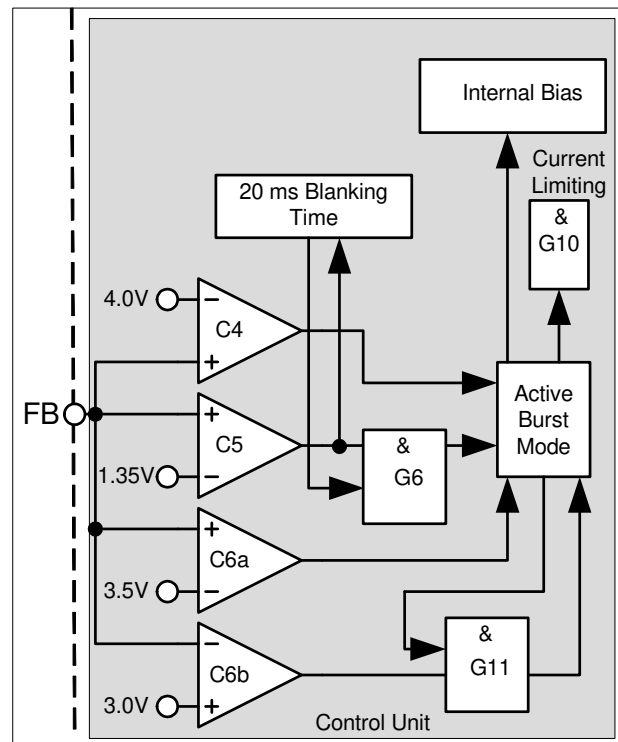 Internal Bias
Current
Limiting
20 ms Blanking
Time
&
G10
4.0V
−
C4
+
FB
+
C5
−
1.35V
&
G6
Active
Burst
Mode
+
C6a
−
3.5V
−
C6b
+
3.0V
&
G11
Control Unit